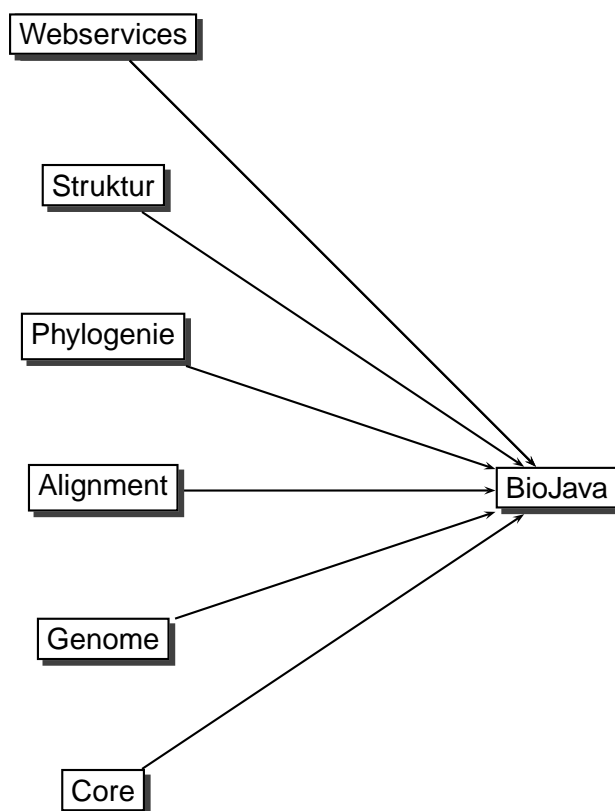 Webservices
Struktur
Phylogenie
Alignment
BioJava
Genome
Core